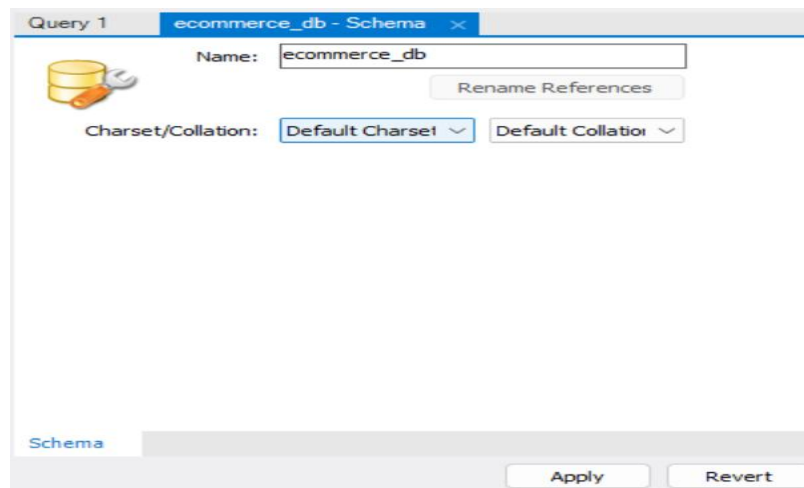 Query 1 ecommerce_db - Schema
Name: ecommerce_db
Rename References
Charset/Collation: Default Charset Default Collation
Schema
Apply Revert